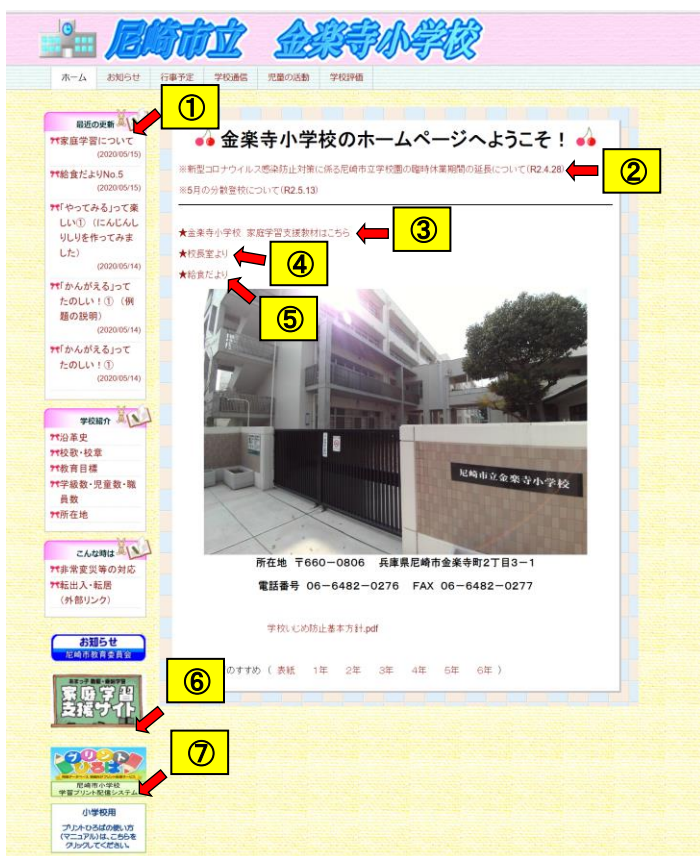 尼崎市立 金楽寺小学校
ホーム お知らせ 行事予定 学校通信 児童の活動 学校評価
①
最近の更新
家庭学習について
(2020/05/15)
給食だよりNo.5
(2020/05/15)
「やってみる」って楽
しい① （にんじんし
りしりを作ってみま
した）
(2020/05/14)
「かんがえる」って
たのしい！① （例
題の説明）
(2020/05/14)
「かんがえる」って
たのしい！①
(2020/05/14)
学校紹介
沿革史
校歌・校章
教育目標
学級数・児童数・職
員数
所在地
こんな時は
非常変災等の対応
転出入・転居
（外部リンク）
お知らせ
尼崎市教育委員会
家庭学習
支援サイト
⑥
プリント
ひろば
尼崎市小学校
学習プリント配信システム
⑦
小学校用
プリントひろばの使い方
(マニュアル)は、こちらを
クリックしてください。
金楽寺小学校のホームページへようこそ！
※新型コロナウイルス感染防止対策に係る尼崎市立学校園の臨時休業期間の延長について(R2.4.28)
②
※5月の分散登校について(R2.5.13)
★金楽寺小学校 家庭学習支援教材はこちら
③
★校長室より
④
★給食だより
⑤
尼崎市立金楽寺小学校
所在地 〒660－0806 兵庫県尼崎市金楽寺町2丁目3－1
電話番号 06－6482－0276 FAX 06－6482－0277
学校いじめ防止基本方針.pdf
のすすめ （ 表紙 1年 2年 3年 4年 5年 6年 ）